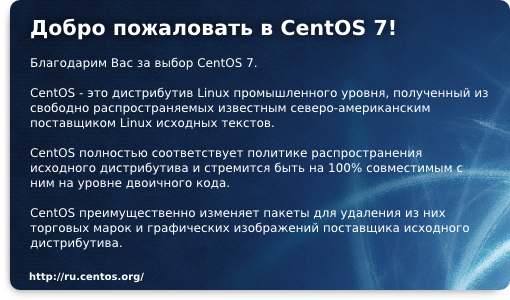 Добро пожаловать в CentOS 7!
Благодарим Вас за выбор CentOS 7.
CentOS - это дистрибутив Linux промышленного уровня, полученный из
свободно распространяемых известным северо-американским
поставщиком Linux исходных текстов.
CentOS полностью соответствует политике распространения
исходного дистрибутива и стремится быть на 100% совместимым с
ним на уровне двоичного кода.
CentOS преимущественно изменяет пакеты для удаления из них
торговых марок и графических изображений поставщика исходного
дистрибутива.
http://ru.centos.org/